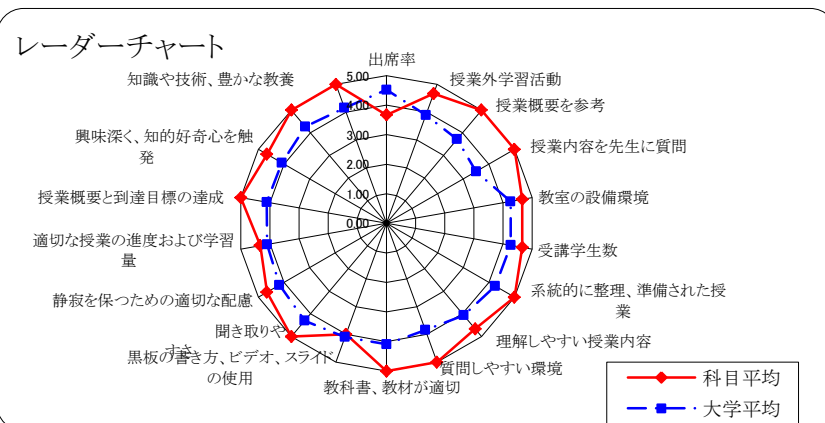 レーダーチャート
出席率
授業外学習活動
授業概要を参考
授業内容を先生に質問
教室の設備環境
受講学生数
系統的に整理、準備された授
業
理解しやすい授業内容
質問しやすい環境
教科書、教材が適切
黒板の書き方、ビデオ、スライド
の使用
聞き取りや
すさ
静寂を保つための適切な配慮
適切な授業の進度および学習
量
授業概要と到達目標の達成
興味深く、知的好奇心を触
発
知識や技術、豊かな教養
5.00
4.00
3.00
2.00
1.00
0.00
科目平均
大学平均